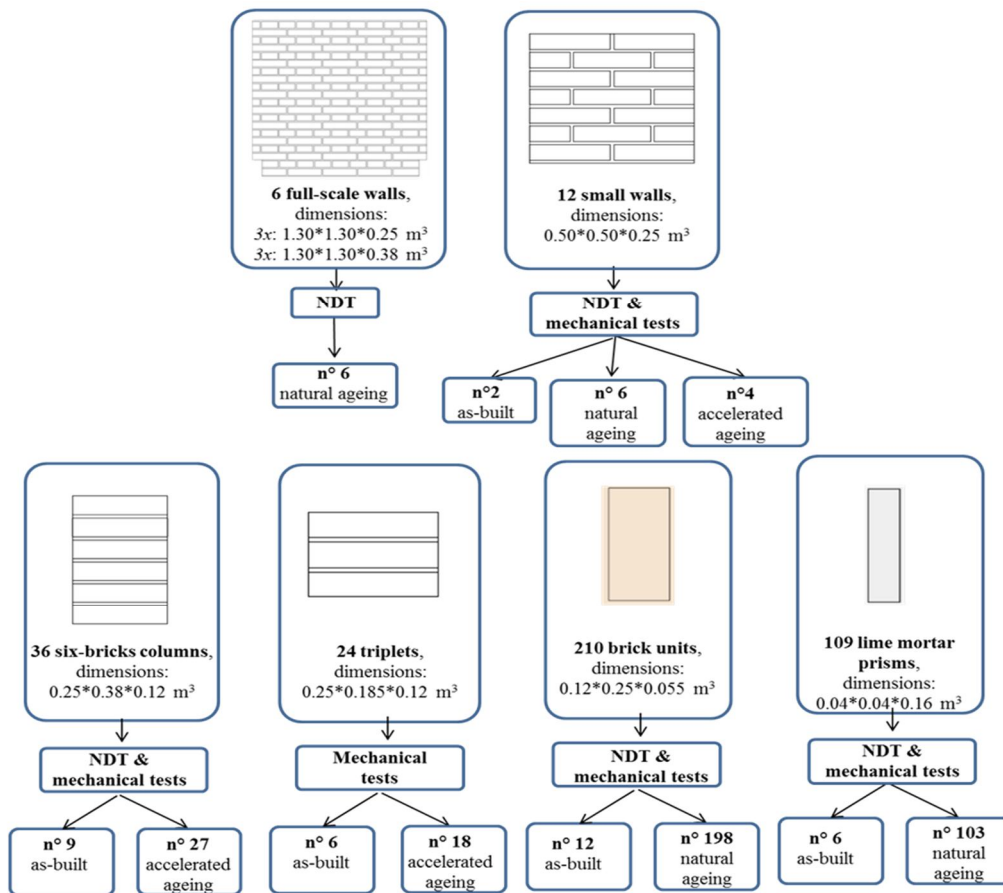 6 full-scale walls,
dimensions:
3x: 1.30*1.30*0.25 m³
3x: 1.30*1.30*0.38 m³
NDT
n° 6
natural ageing
12 small walls,
dimensions:
0.50*0.50*0.25 m³
NDT &
mechanical tests
n°2
as-built
n° 6
natural
ageing
n°4
accelerated
ageing
36 six-bricks columns,
dimensions:
0.25*0.38*0.12 m³
NDT &
mechanical tests
n° 9
as-built
n° 27
accelerated
ageing
24 triplets,
dimensions:
0.25*0.185*0.12 m³
Mechanical
tests
n° 6
as-built
n° 18
accelerated
ageing
210 brick units,
dimensions:
0.12*0.25*0.055 m³
NDT &
mechanical tests
n° 12
as-built
n° 198
natural
ageing
109 lime mortar
prisms,
dimensions:
0.04*0.04*0.16 m³
NDT &
mechanical tests
n° 6
as-built
n° 103
natural
ageing